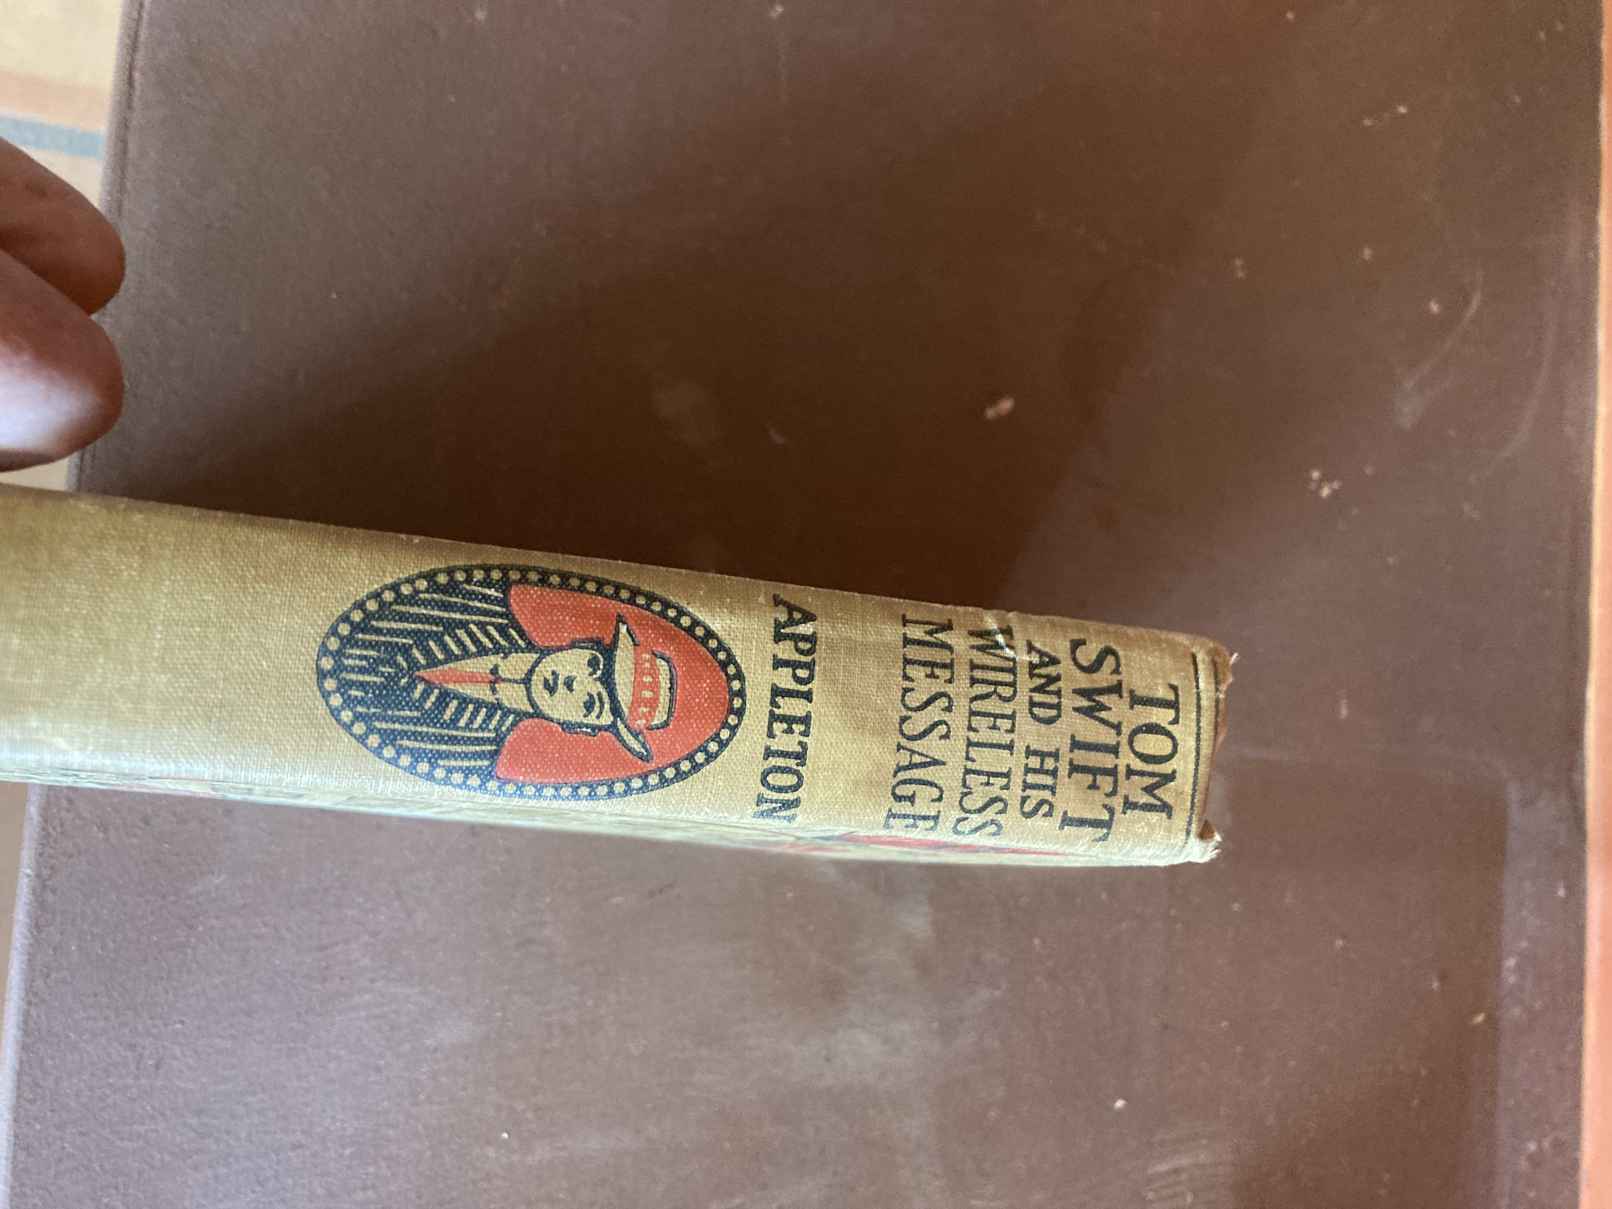 TOM
SWIFT
AND HIS
WIRELESS
MESSAGE
APPLETON